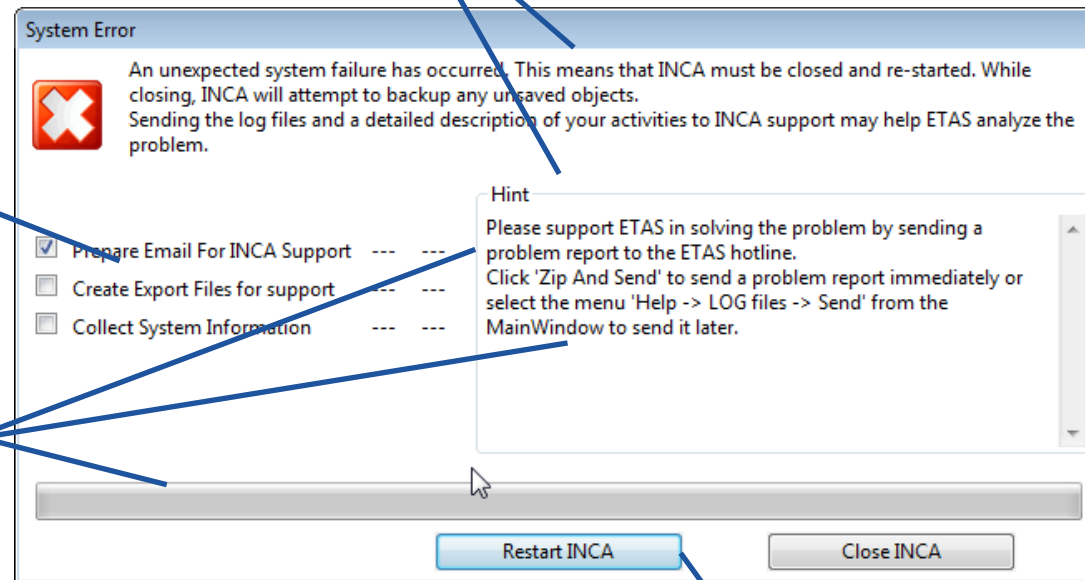 System Error
An unexpected system failure has occurred. This means that INCA must be closed and re-started. While
closing, INCA will attempt to backup any unsaved objects.
Sending the log files and a detailed description of your activities to INCA support may help ETAS analyze the
problem.
Hint
Please support ETAS in solving the problem by sending a
problem report to the ETAS hotline.
Click 'Zip And Send' to send a problem report immediately or
select the menu 'Help -> LOG files -> Send' from the
MainWindow to send it later.
Prepare Email For INCA Support --- ---
Create Export Files for support --- ---
Collect System Information --- ---
Restart INCA
Close INCA